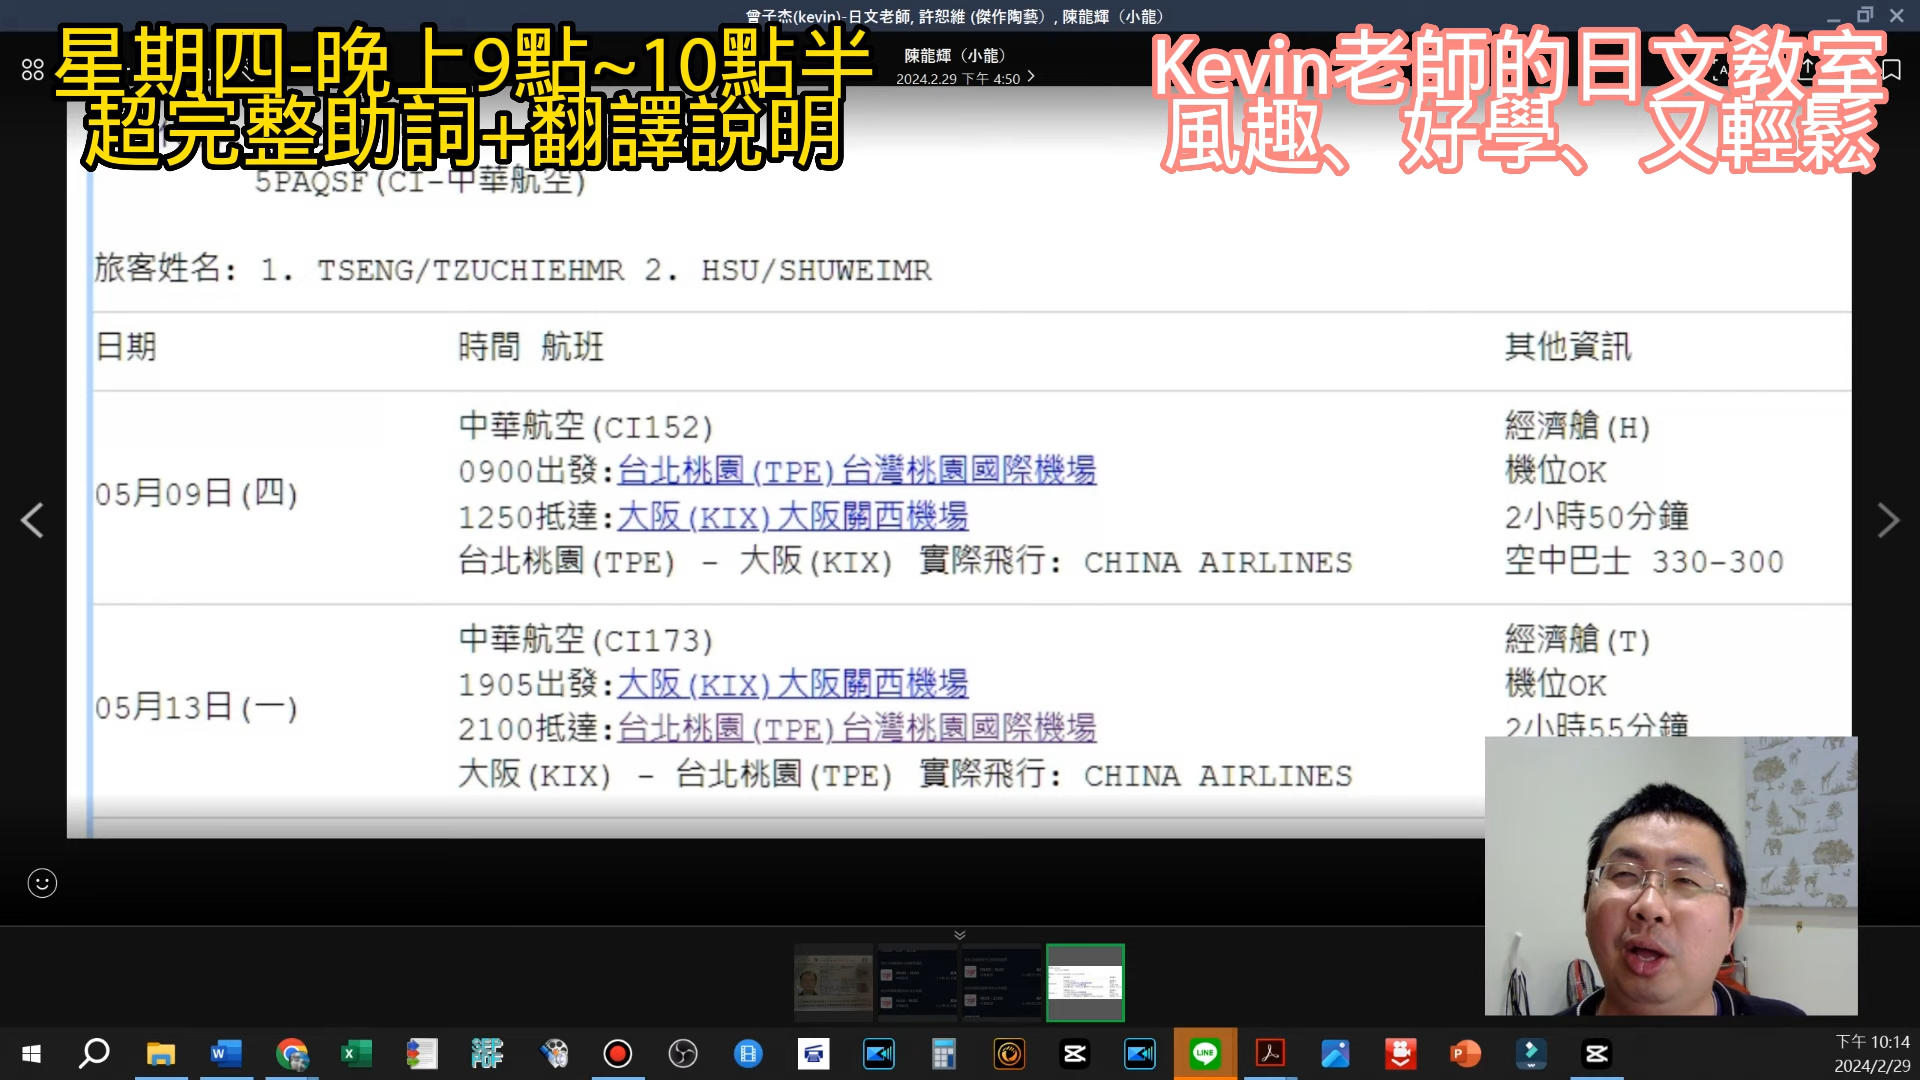 曾子杰(kevin)-日文老師, 許恕維 (傑作陶藝) , 陳龍輝 (小龍)
陳龍輝（小龍）
2024.2.29 下午 4:50
星期四-晚上9點~10點半
超完整助詞+翻譯說明
Kevin老師的日文教室
風趣、好學、又輕鬆
5PAQSF(CI-中華航空)
旅客姓名: 1. TSENG/TZUCHIEHMR 2. HSU/SHUWEIMR
日期 時間 航班 其他資訊
05月09日(四)
中華航空(CI152)
0900出發:台北桃園(TPE)台灣桃園國際機場
1250抵達:大阪(KIX)大阪關西機場
台北桃園(TPE) - 大阪(KIX) 實際飛行: CHINA AIRLINES
經濟艙(H)
機位OK
2小時50分鐘
空中巴士 330-300
05月13日(一)
中華航空(CI173)
1905出發:大阪(KIX)大阪關西機場
2100抵達:台北桃園(TPE)台灣桃園國際機場
大阪(KIX) - 台北桃園(TPE) 實際飛行: CHINA AIRLINES
經濟艙(T)
機位OK
2小時55分鐘
LINE
下午 10:14
2024/2/29